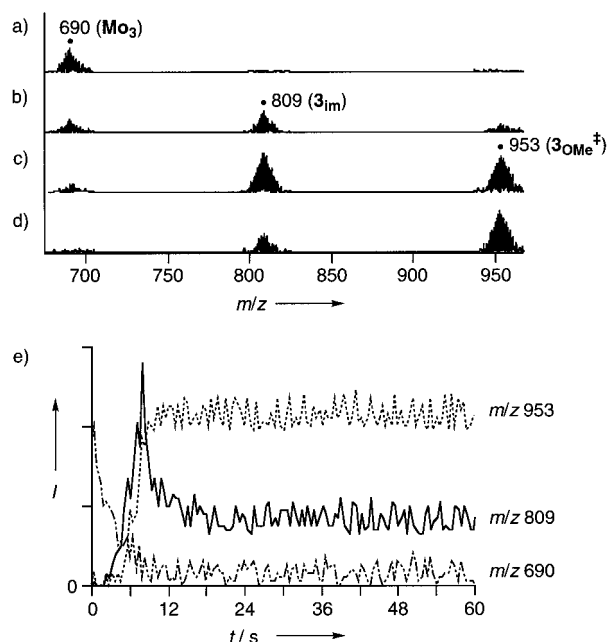 a)
690 (Mo₃)
b)
809 (3im)
c)
953 (3OMe‡)
d)
700 750 800 850 900 950
m/z
e)
m/z 953
I
m/z 809
m/z 690
0
0 12 24 36 48 60
t / s